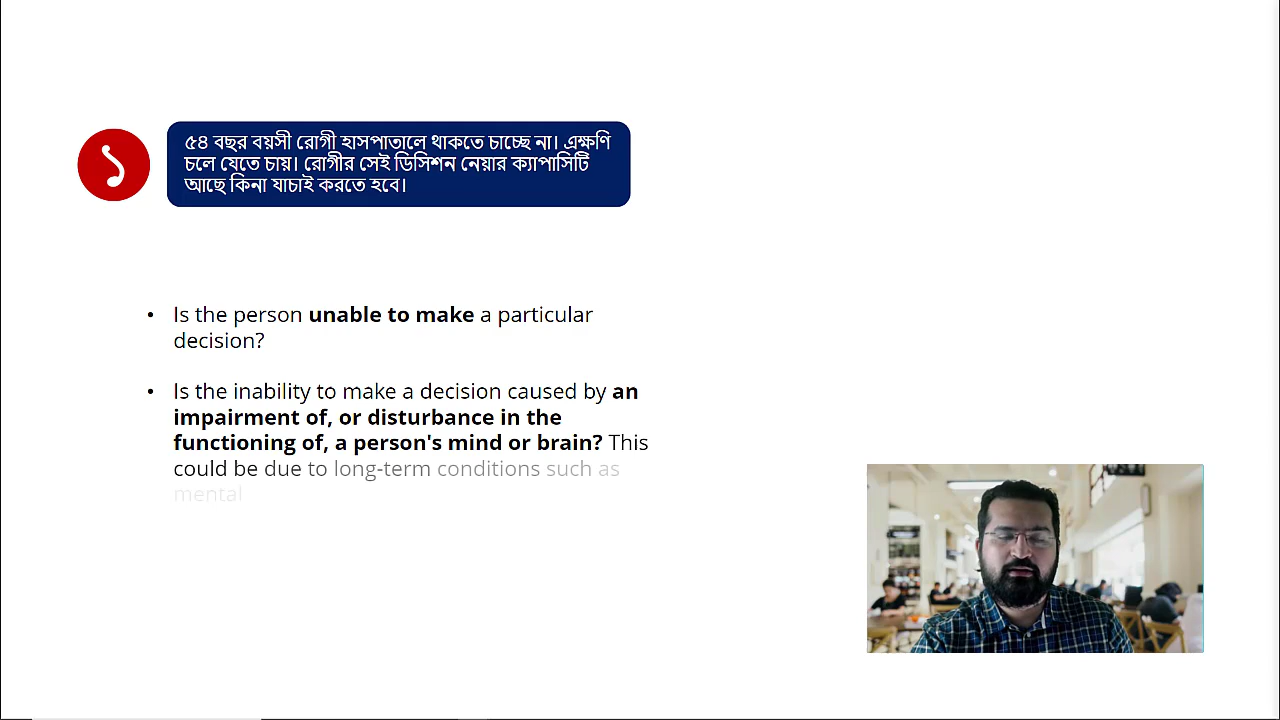 ১
৫৪ বছর বয়সী রোগী হাসপাতালে থাকতে চাচ্ছে না। এক্ষণি
চলে যেতে চায়। রোগীর সেই ডিসিশন নেয়ার ক্যাপাসিটি
আছে কিনা যাচাই করতে হবে।
• Is the person unable to make a particular
decision?
• Is the inability to make a decision caused by an
impairment of, or disturbance in the
functioning of, a person's mind or brain? This
could be due to long-term conditions such as
mental